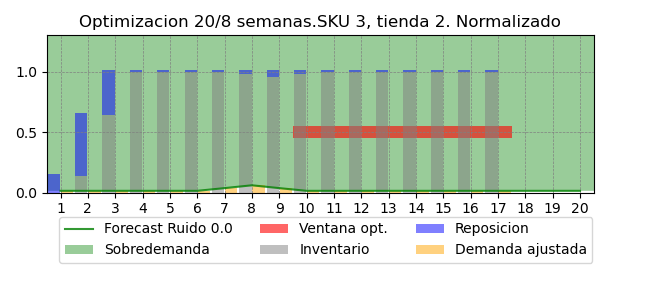 Optimizacion 20/8 semanas.SKU 3, tienda 2. Normalizado
1.0
0.5
0.0
1 2 3 4 5 6 7 8 9 10 11 12 13 14 15 16 17 18 19 20
Forecast Ruido 0.0 Ventana opt. Reposicion
Sobredemanda Inventario Demanda ajustada